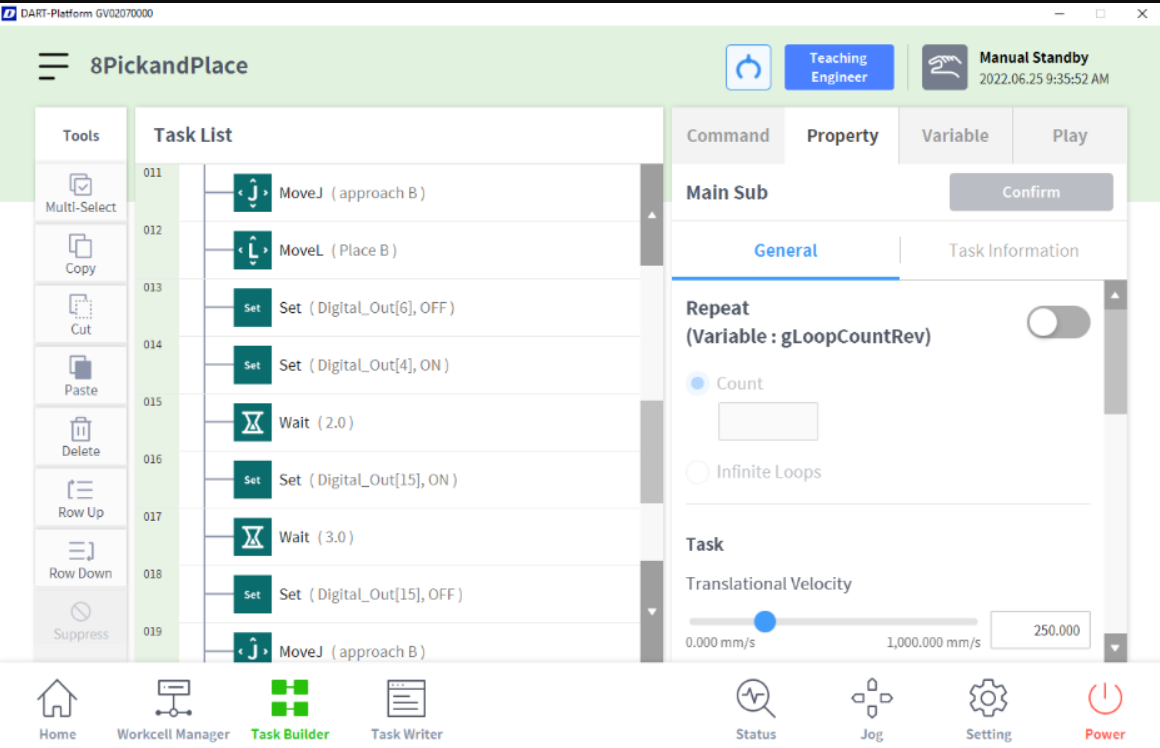 DART-Platform GV02070000
8PickandPlace
Teaching
Engineer
Manual Standby
2022.06.25 9:35:52 AM
Tools
Multi-Select
Copy
Cut
Paste
Delete
Row Up
Row Down
Suppress
Task List
011
MoveJ ( approach B )
012
MoveL ( Place B )
013
Set Set ( Digital_Out[6], OFF )
014
Set Set ( Digital_Out[4], ON )
015
Wait ( 2.0 )
016
Set Set ( Digital_Out[15], ON )
017
Wait ( 3.0 )
018
Set Set ( Digital_Out[15], OFF )
019
MoveJ ( approach B )
Command Property Variable Play
Main Sub Confirm
General Task Information
Repeat
(Variable : gLoopCountRev)
Count
Infinite Loops
Task
Translational Velocity
250.000
0.000 mm/s 1,000.000 mm/s
Home Workcell Manager Task Builder Task Writer Status Jog Setting Power